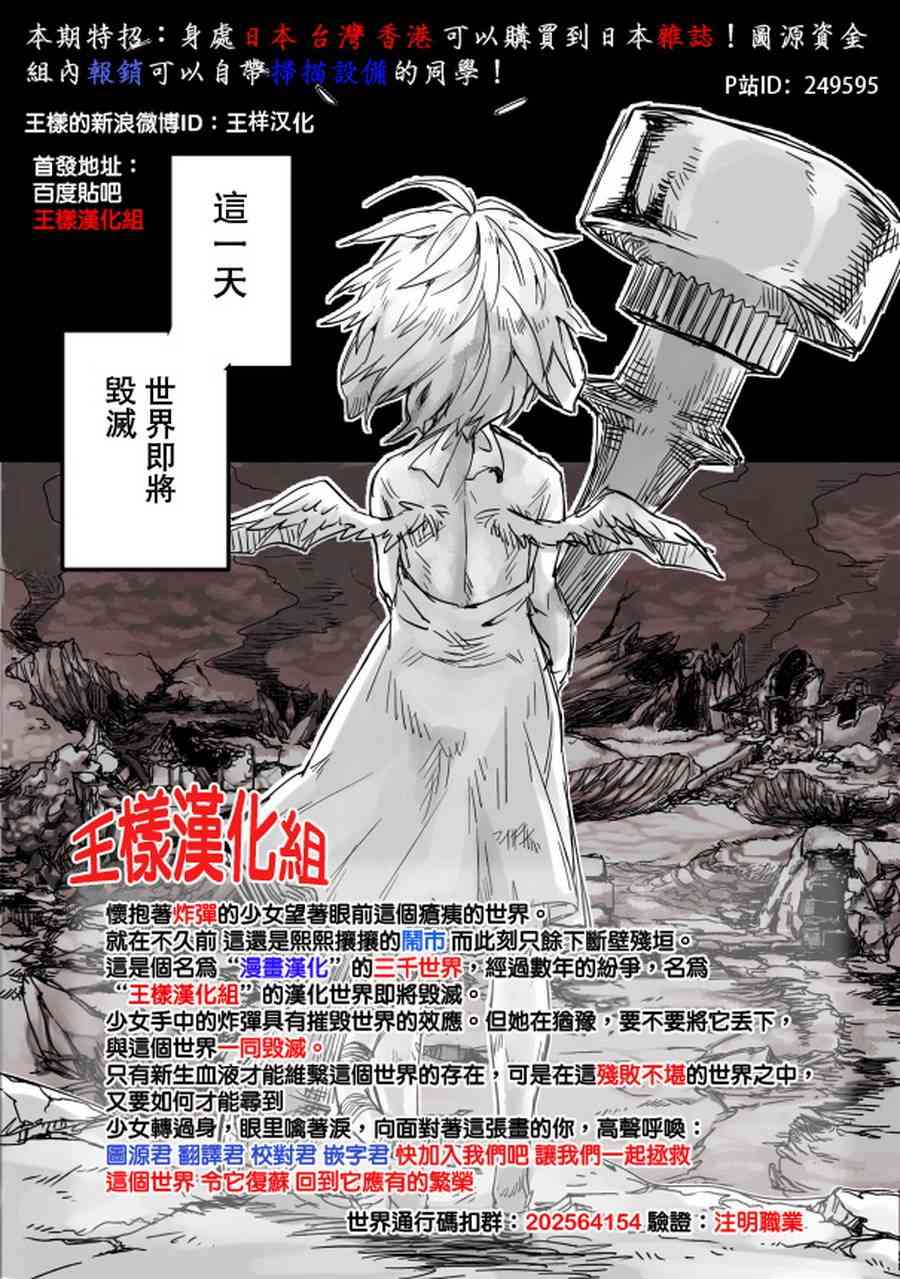 本期特招：身處日本 台灣 香港 可以購買到日本雜誌！圖源資金
組內報銷可以自帶掃描設備的同學！
P站ID：249595
王樣的新浪微博ID：王样汉化
首發地址：
百度貼吧
王樣漢化組
這一天
世界即將
毀滅
王樣漢化組
懷抱著炸彈的少女望著眼前這個瘡痍的世界。
就在不久前 這還是熙熙攘攘的鬧市 而此刻只餘下斷壁殘垣。
這是個名爲“漫畫漢化”的三千世界，經過數年的紛爭，名爲
“王樣漢化組”的漢化世界即將毀滅。
少女手中的炸彈具有摧毀世界的效應。但她在猶豫，要不要將它丟下，
與這個世界一同毀滅。
只有新生血液才能維繫這個世界的存在，可是在這殘敗不堪的世界之中，
又要如何才能尋到
少女轉過身，眼里噙著淚，向面對著這張畫的你，高聲呼喚：
圖源君 翻譯君 校對君 嵌字君 快加入我們吧 讓我們一起拯救
這個世界 令它復蘇 回到它應有的繁榮
世界通行碼扣群：202564154 驗證：注明職業